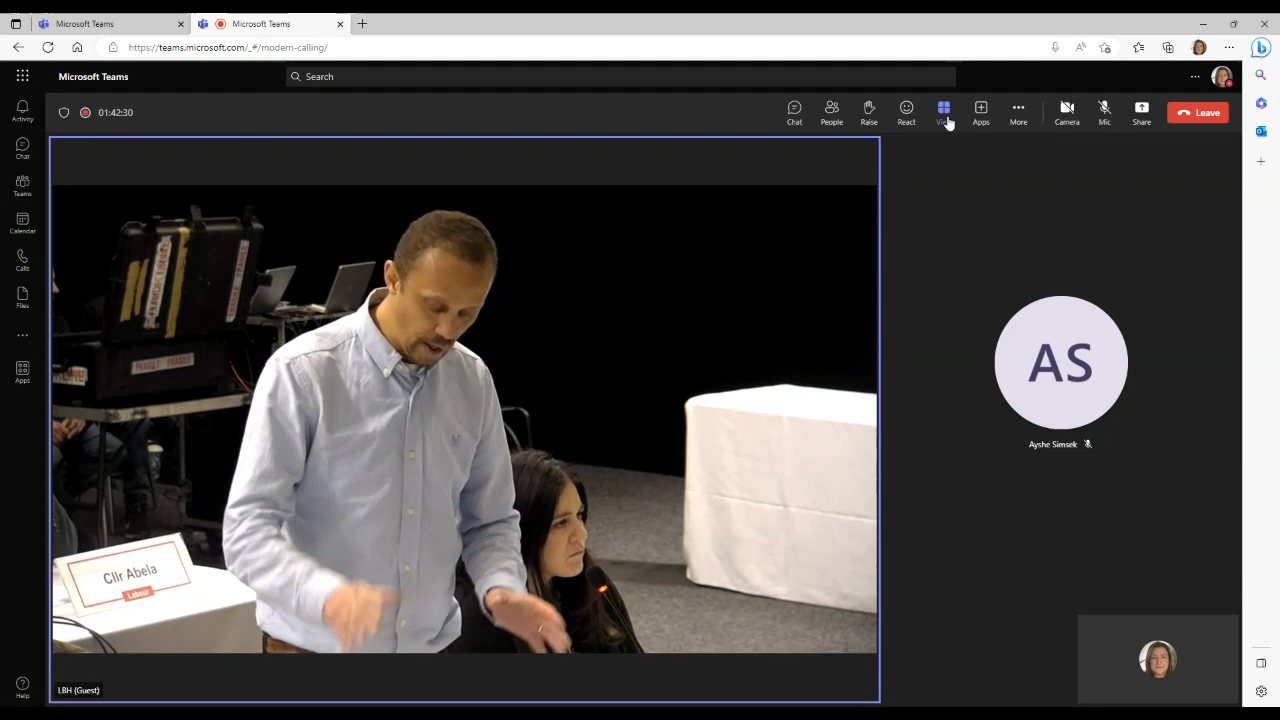 Microsoft Teams
Microsoft Teams
https://teams.microsoft.com/_#/modern-calling/
Microsoft Teams
Search
01:42:30
Chat
People
Raise
React
More
Apps
Camera
Mic
Share
Leave
Activity
Chat
Teams
Calendar
Calls
Files
Apps
Help
FRAGILE FRAGILE
Cllr Abela
Labour
AS
Ayshe Simsek
LBH (Guest)